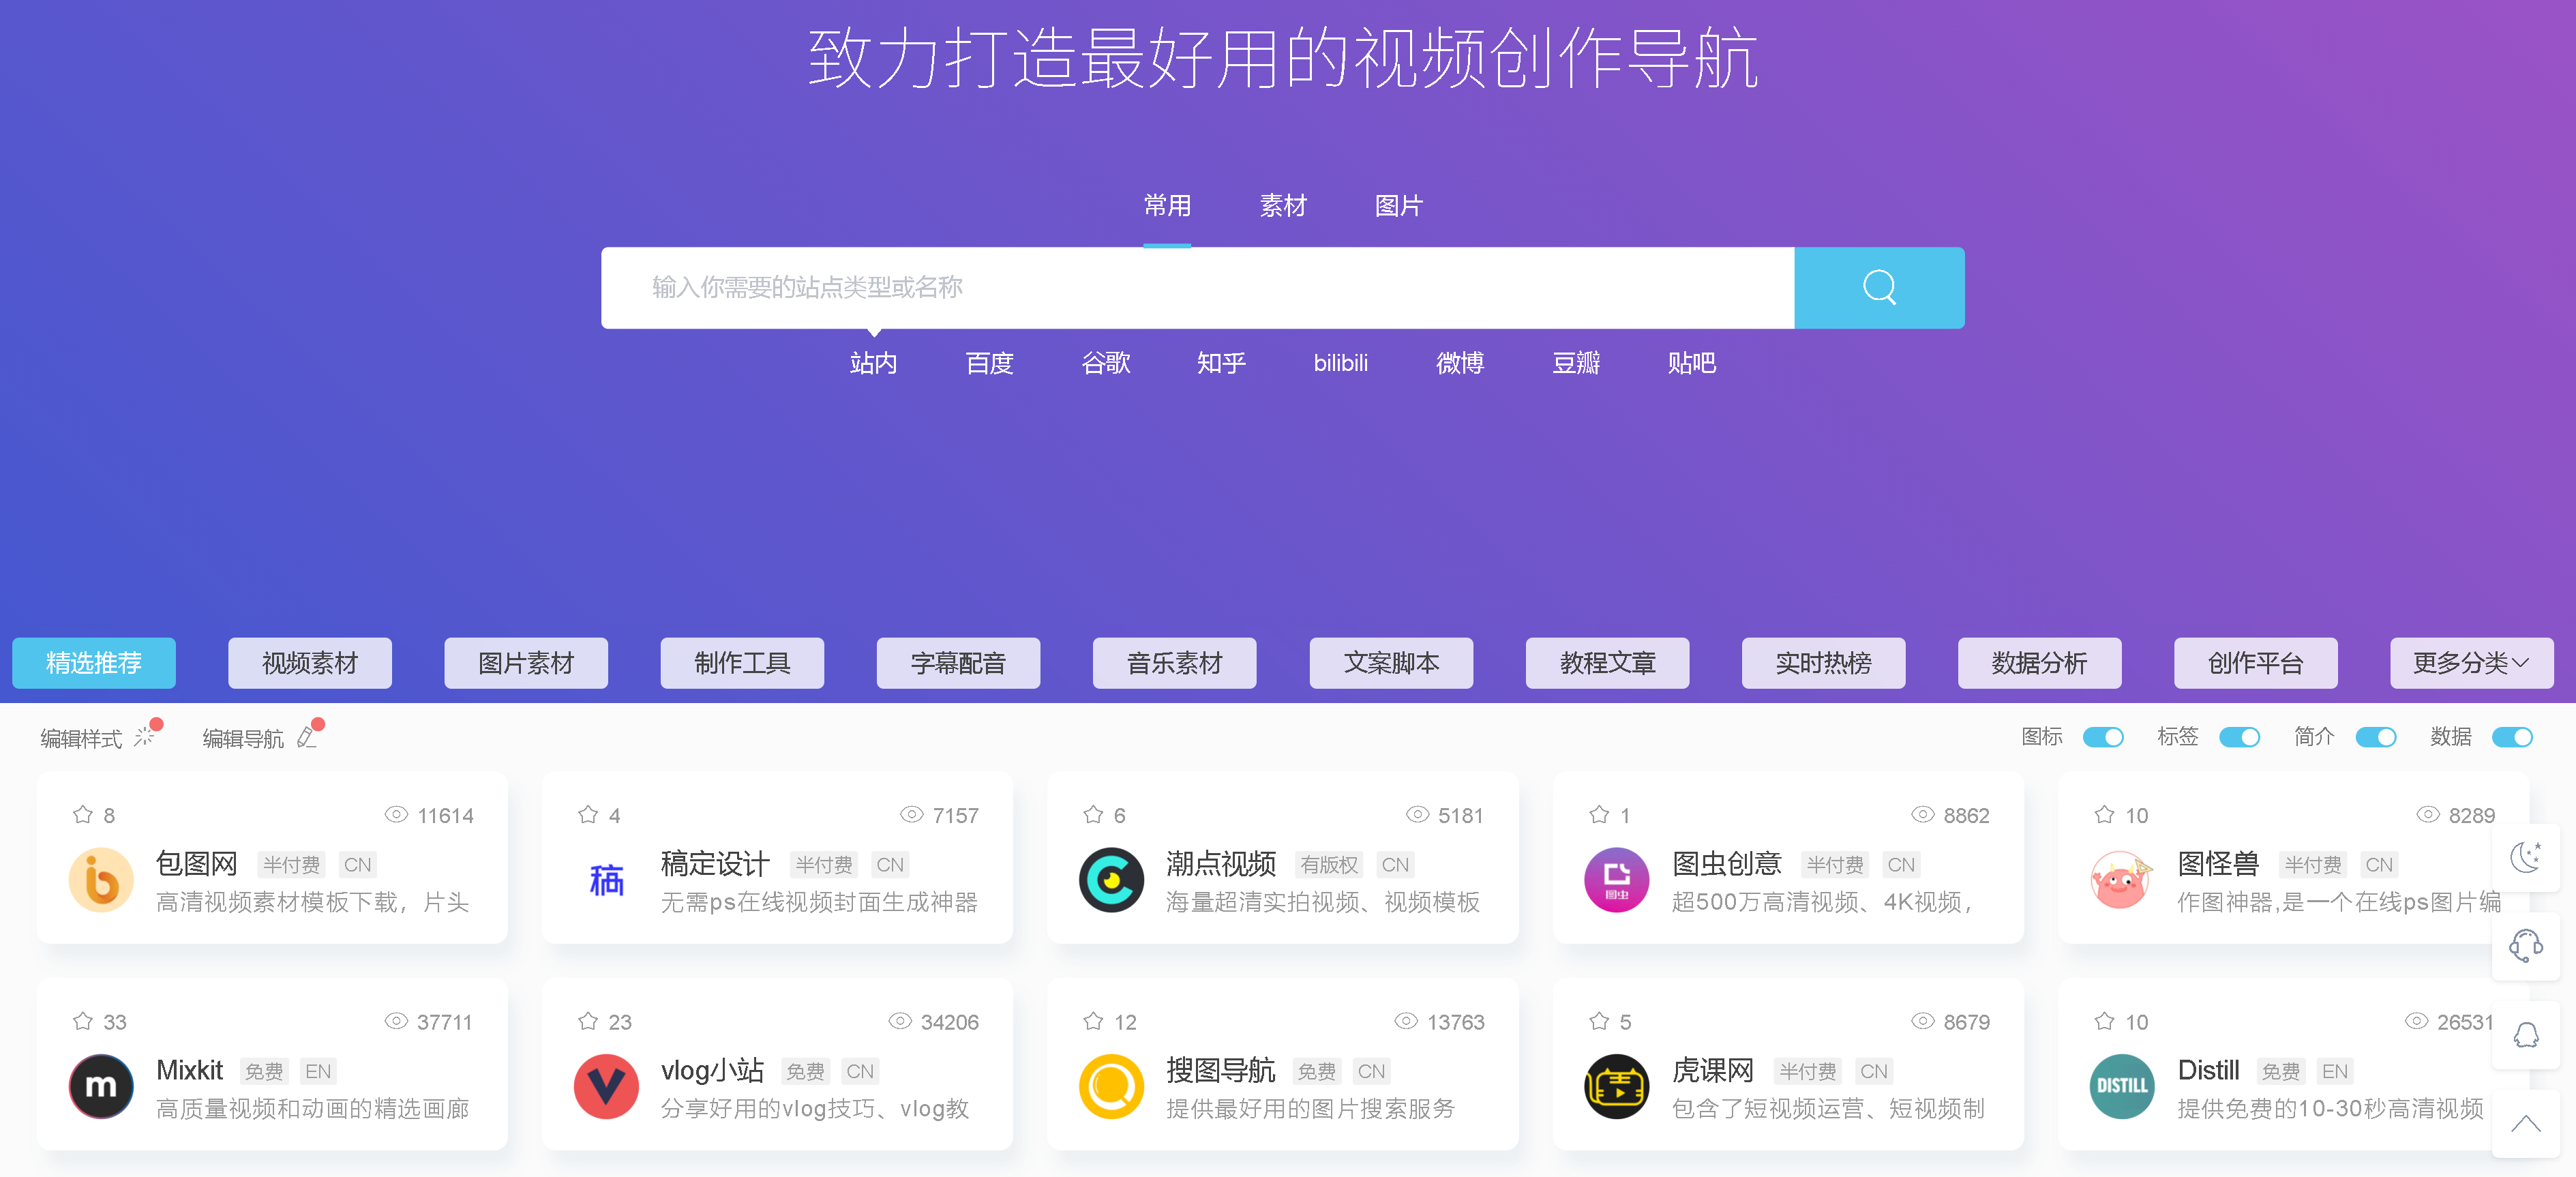 致力打造最好用的视频创作导航
常用 素材 图片
输入你需要的站点类型或名称
站内 百度 谷歌 知乎 bilibili 微博 豆瓣 贴吧
精选推荐 视频素材 图片素材 制作工具 字幕配音 音乐素材 文案脚本 教程文章 实时热榜 数据分析 创作平台 更多分类
编辑样式 编辑导航 图标 标签 简介 数据
8 11614
包图网 半付费 CN
高清视频素材模板下载，片头
4 7157
稿
稿定设计 半付费 CN
无需ps在线视频封面生成神器
6 5181
潮点视频 有版权 CN
海量超清实拍视频、视频模板
1 8862
图虫
图虫创意 半付费 CN
超500万高清视频、4K视频，
10 8289
图怪兽 半付费 CN
作图神器,是一个在线ps图片编
33 37711
m
Mixkit 免费 EN
高质量视频和动画的精选画廊
23 34206
vlog小站 免费 CN
分享好用的vlog技巧、vlog教
12 13763
搜图导航 免费 CN
提供最好用的图片搜索服务
5 8679
虎课网 半付费 CN
包含了短视频运营、短视频制
10 26531
DISTILL
Distill 免费 EN
提供免费的10-30秒高清视频